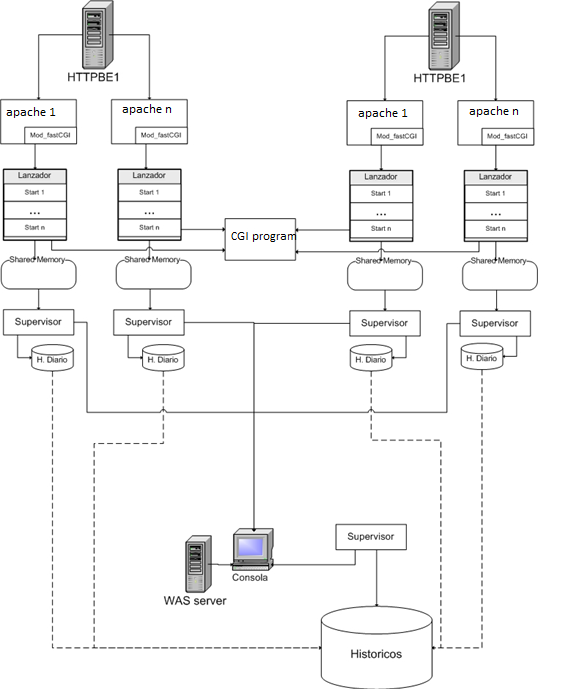 HTTPBE1
HTTPBE1
apache 1
apache n
apache 1
apache n
Mod_fastCGI
Mod_fastCGI
Mod_fastCGI
Mod_fastCGI
Lanzador
Lanzador
Lanzador
Lanzador
Start 1
Start 1
Start 1
Start 1
...
...
...
...
Start n
Start n
Start n
Start n
CGI program
Shared Memory
Shared Memory
Shared Memory
Shared Memory
Supervisor
Supervisor
Supervisor
Supervisor
H. Diario
H. Diario
H. Diario
H. Diario
Supervisor
Consola
WAS server
Historicos